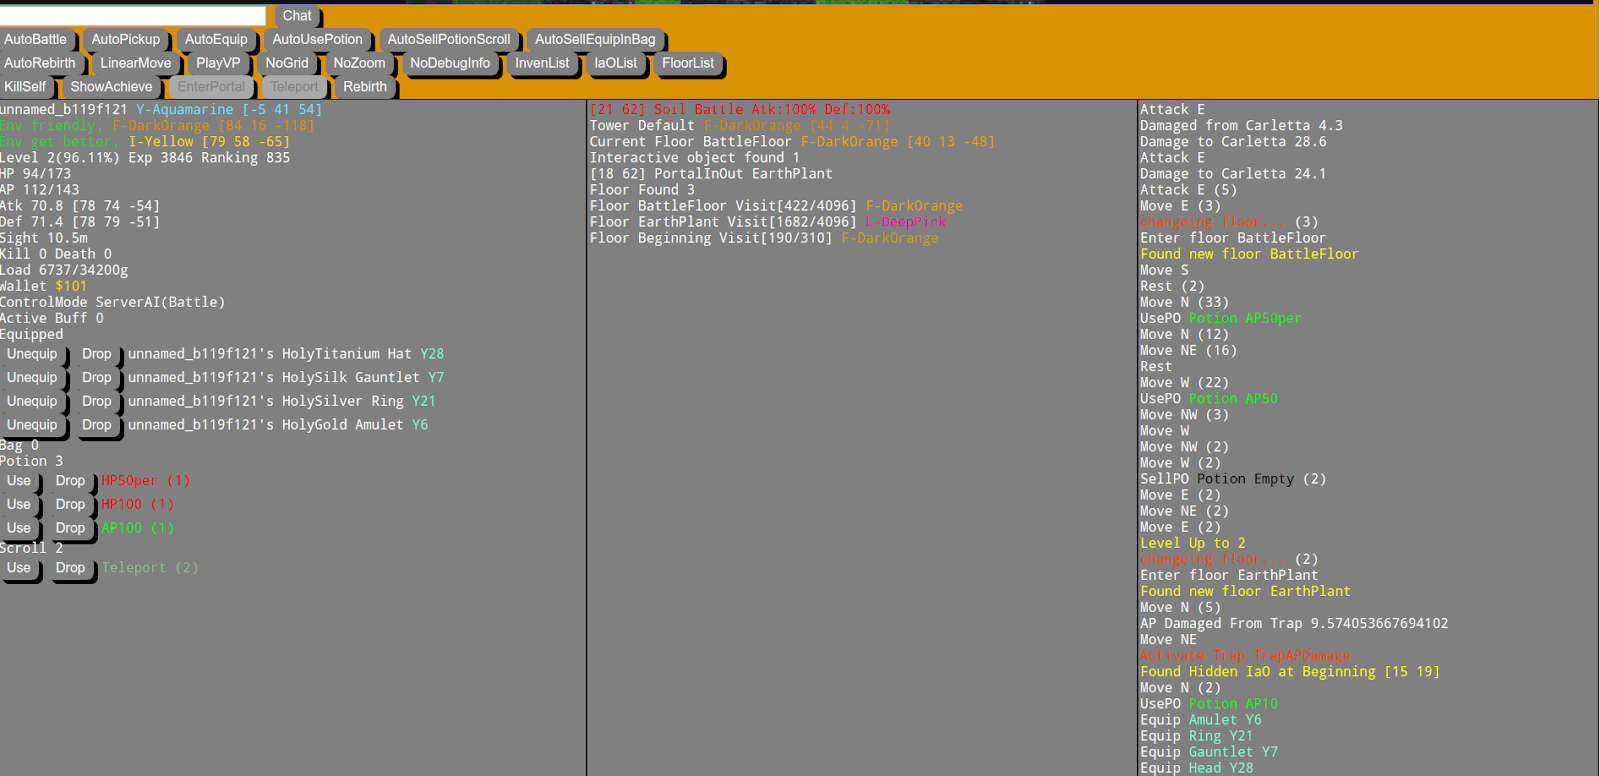 Chat
AutoBattle AutoPickup AutoEquip AutoUsePotion AutoSellPotionScroll AutoSellEquipInBag
AutoRebirth LinearMove PlayVP NoGrid NoZoom NoDebugInfo InvenList IaOList FloorList
KillSelf ShowAchieve EnterPortal Teleport Rebirth
unnamed_b119f121 Y-Aquamarine [-5 41 54]
Env friendly, F-DarkOrange [84 16 -118]
Env get better, I-Yellow [79 58 -65]
Level 2(96.11%) Exp 3846 Ranking 835
HP 94/173
AP 112/143
Atk 70.8 [78 74 -54]
Def 71.4 [78 79 -51]
Sight 10.5m
Kill 0 Death 0
Load 6737/34200g
Wallet $101
ControlMode ServerAI(Battle)
Active Buff 0
Equipped
Unequip Drop unnamed_b119f121's HolyTitanium Hat Y28
Unequip Drop unnamed_b119f121's HolySilk Gauntlet Y7
Unequip Drop unnamed_b119f121's HolySilver Ring Y21
Unequip Drop unnamed_b119f121's HolyGold Amulet Y6
Bag 0
Potion 3
Use Drop HP50per (1)
Use Drop HP100 (1)
Use Drop AP100 (1)
Scroll 2
Use Drop Teleport (2)
[21 62] Soil Battle Atk:100% Def:100%
Tower Default F-DarkOrange [44 4 -71]
Current Floor BattleFloor F-DarkOrange [40 13 -48]
Interactive object found 1
[18 62] PortalInOut EarthPlant
Floor Found 3
Floor BattleFloor Visit[422/4096] F-DarkOrange
Floor EarthPlant Visit[1682/4096] L-DeepPink
Floor Beginning Visit[190/310] F-DarkOrange
Attack E
Damaged from Carletta 4.3
Damage to Carletta 28.6
Attack E
Damage to Carletta 24.1
Attack E (5)
Move E (3)
changeing floor... (3)
Enter floor BattleFloor
Found new floor BattleFloor
Move S
Rest (2)
Move N (33)
UsePO Potion AP50per
Move N (12)
Move NE (16)
Rest
Move W (22)
UsePO Potion AP50
Move NW (3)
Move W
Move NW (2)
Move W (2)
SellPO Potion Empty (2)
Move E (2)
Move NE (2)
Move E (2)
Level Up to 2
changeing floor... (2)
Enter floor EarthPlant
Found new floor EarthPlant
Move N (5)
AP Damaged From Trap 9.574053667694102
Move NE
Activate Trap TrapAPDamage
Found Hidden IaO at Beginning [15 19]
Move N (2)
UsePO Potion AP10
Equip Amulet Y6
Equip Ring Y21
Equip Gauntlet Y7
Equip Head Y28